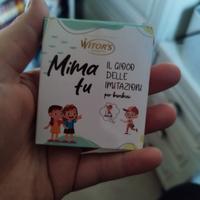 WITOR'S
Mima
tu
IL GIOCO
DELLE
IMITAZIONI
per bambini